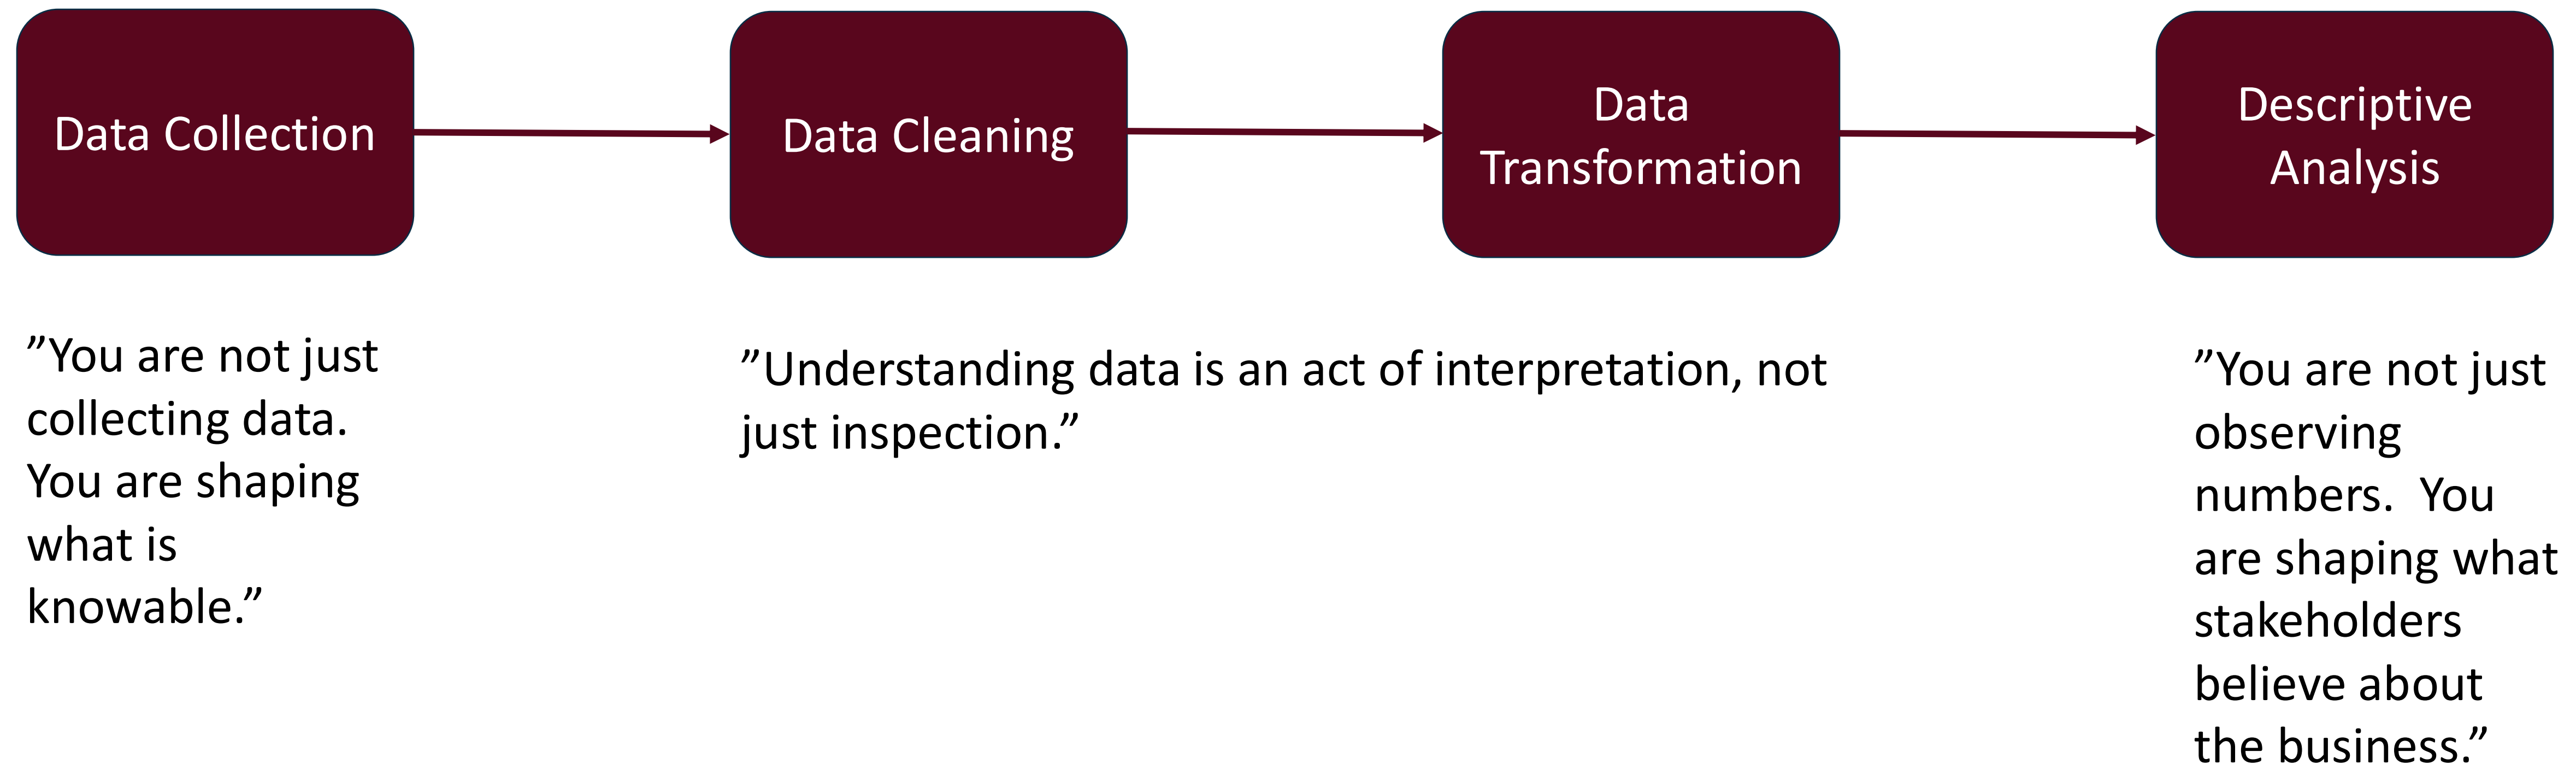 Data Collection
Data Cleaning
Data
Transformation
Descriptive
Analysis
”You are not just
collecting data.
You are shaping
what is
knowable.”
”Understanding data is an act of interpretation, not
just inspection.”
”You are not just
observing
numbers.  You
are shaping what
stakeholders
believe about
the business.”